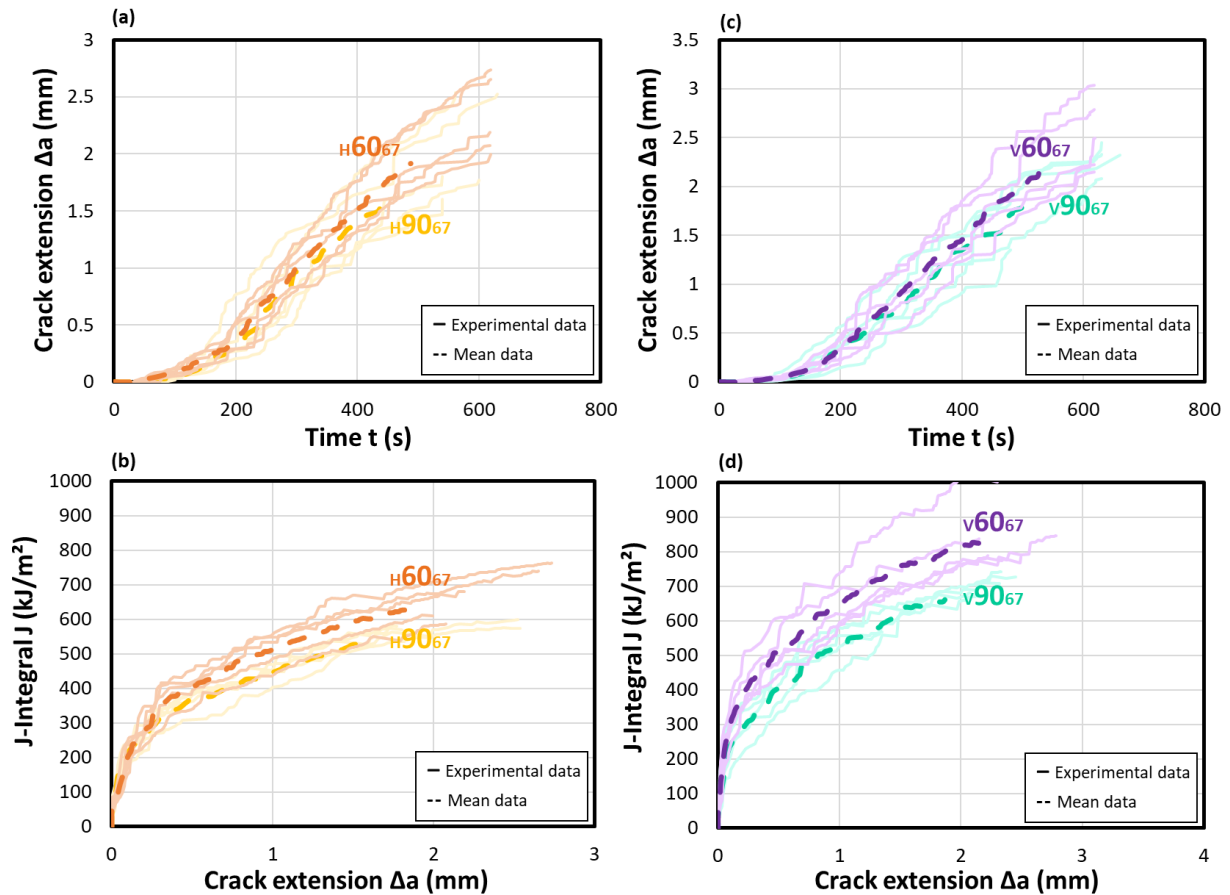 (a)
Crack extension Δa (mm)
3
2.5
2
1.5
1
0.5
0
H60₆₇
H90₆₇
Experimental data
Mean data
0 200 400 600 800
Time t (s)
(c)
Crack extension Δa (mm)
3.5
3
2.5
2
1.5
1
0.5
0
V60₆₇
V90₆₇
Experimental data
Mean data
0 200 400 600 800
Time t (s)
(b)
J-Integral J (kJ/m²)
1000
900
800
700
600
500
400
300
200
100
0
H60₆₇
H90₆₇
Experimental data
Mean data
0 1 2 3
Crack extension Δa (mm)
(d)
J-Integral J (kJ/m²)
1000
900
800
700
600
500
400
300
200
100
0
V60₆₇
V90₆₇
Experimental data
Mean data
0 1 2 3 4
Crack extension Δa (mm)